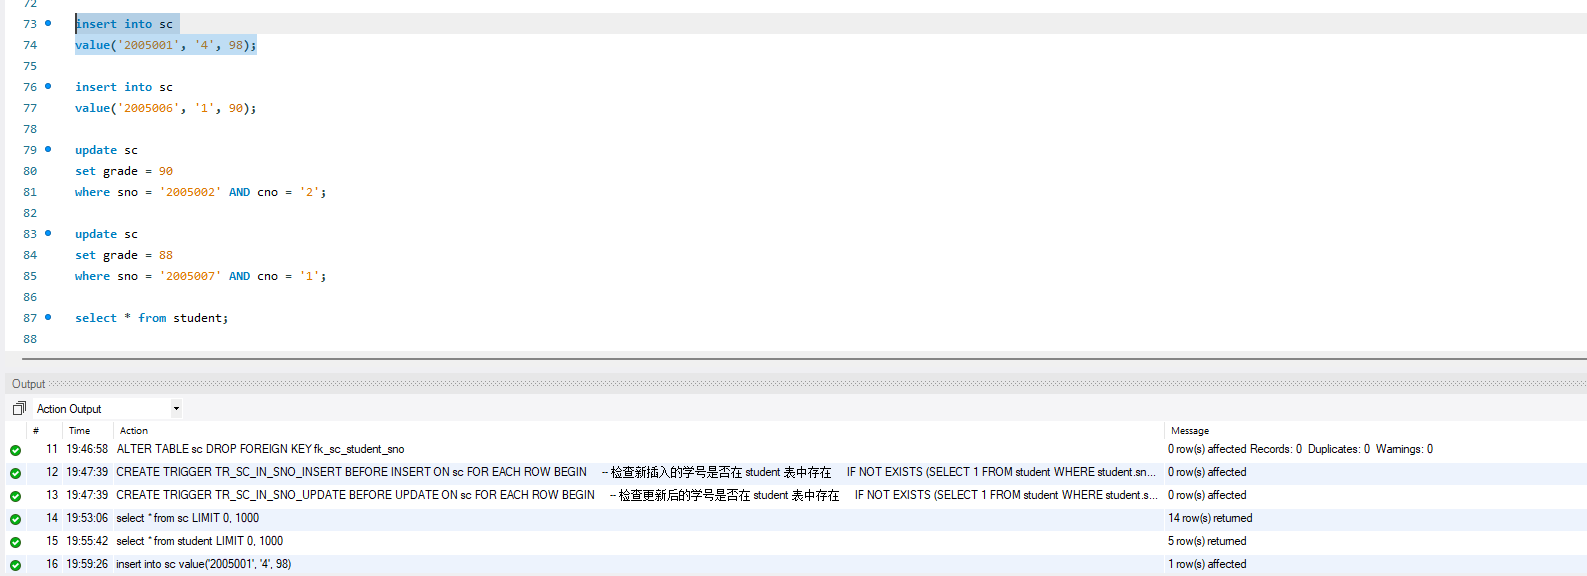 72
73 insert into sc
74 value('2005001', '4', 98);
75
76 insert into sc
77 value('2005006', '1', 90);
78
79 update sc
80 set grade = 90
81 where sno = '2005002' AND cno = '2';
82
83 update sc
84 set grade = 88
85 where sno = '2005007' AND cno = '1';
86
87 select * from student;
88
Output
Action Output
# Time Action Message
11 19:46:58 ALTER TABLE sc DROP FOREIGN KEY fk_sc_student_sno 0 row(s) affected Records: 0 Duplicates: 0 Warnings: 0
12 19:47:39 CREATE TRIGGER TR_SC_IN_SNO_INSERT BEFORE INSERT ON sc FOR EACH ROW BEGIN -- 检查新插入的学号是否在 student 表中存在 IF NOT EXISTS (SELECT 1 FROM student WHERE student.sn... 0 row(s) affected
13 19:47:39 CREATE TRIGGER TR_SC_IN_SNO_UPDATE BEFORE UPDATE ON sc FOR EACH ROW BEGIN -- 检查更新后的学号是否在 student 表中存在 IF NOT EXISTS (SELECT 1 FROM student WHERE student.s... 0 row(s) affected
14 19:53:06 select * from sc LIMIT 0, 1000 14 row(s) returned
15 19:55:42 select * from student LIMIT 0, 1000 5 row(s) returned
16 19:59:26 insert into sc value('2005001', '4', 98) 1 row(s) affected